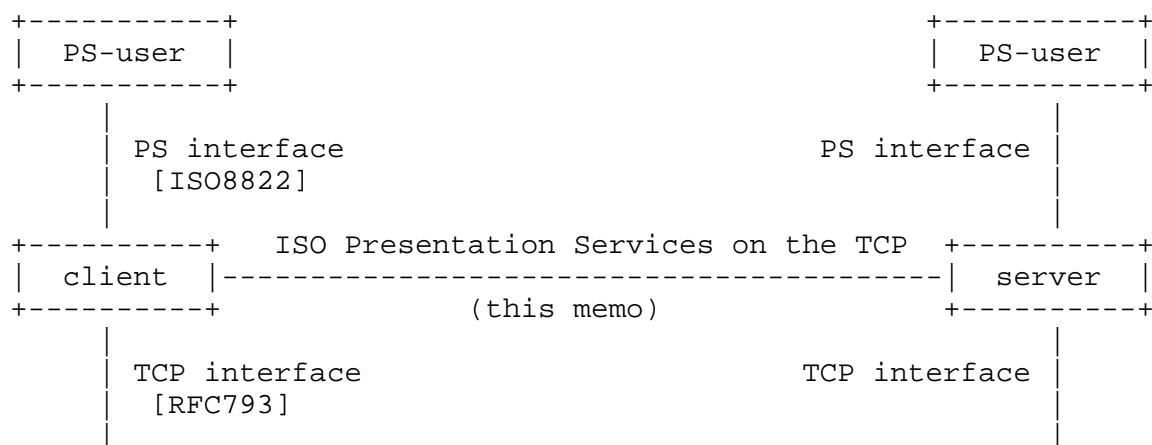 PS-user PS-user
PS interface PS interface
[ISO8822]
ISO Presentation Services on the TCP
client server
(this memo)
TCP interface TCP interface
[RFC793]